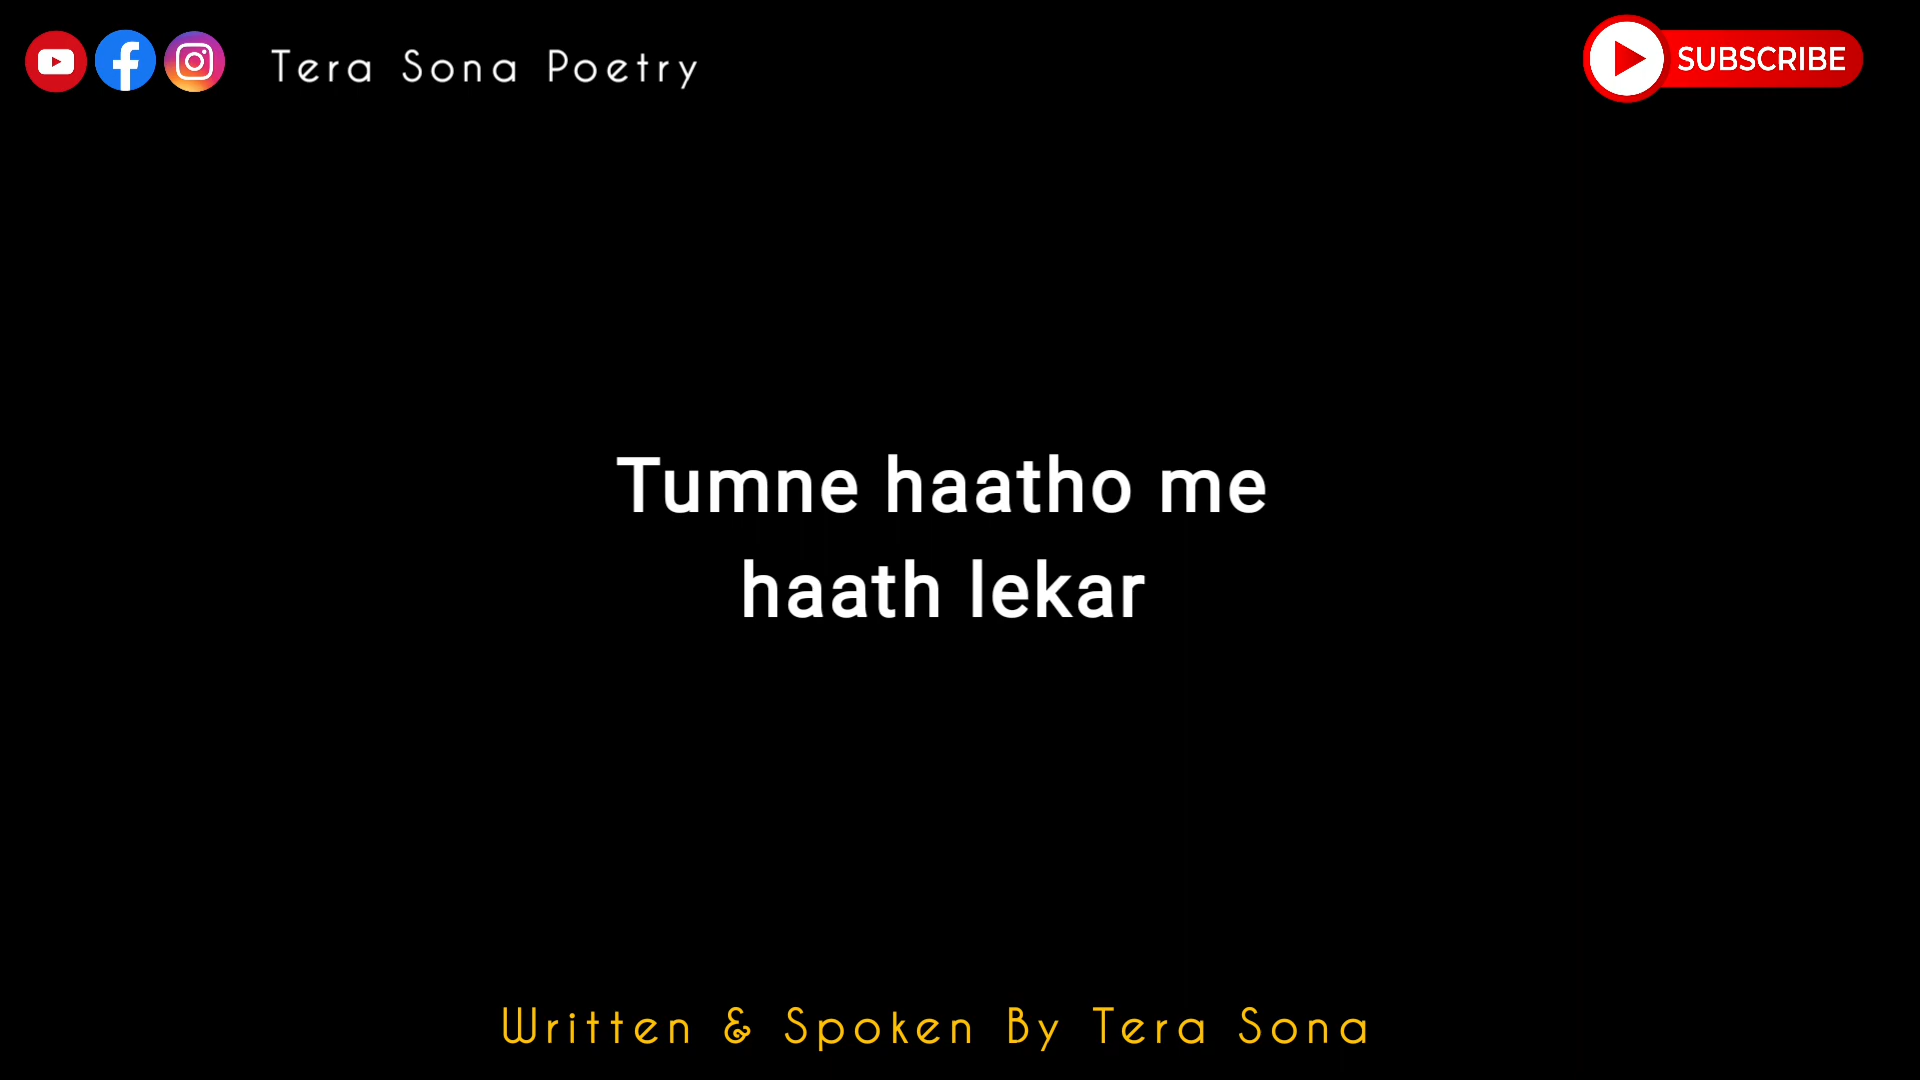 Tera Sona Poetry
SUBSCRIBE
Tumne haatho me
haath lekar
Written & Spoken By Tera Sona